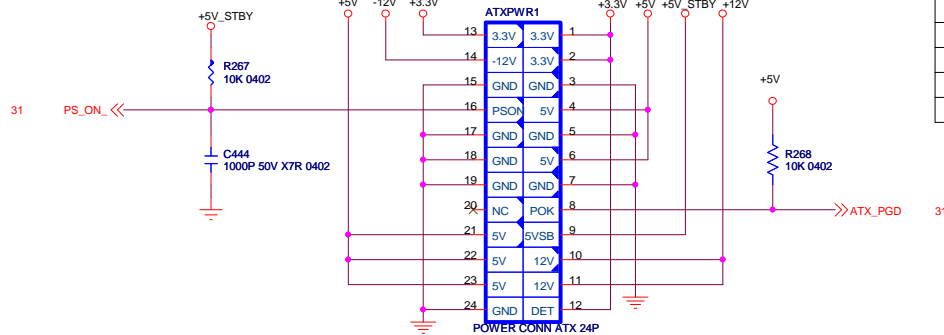 +5V -12V +3.3V ATXPWR1 +3.3V +5V +5V_STBY +12V
+5V_STBY
13 3.3V 3.3V 1
14 -12V 3.3V 2
R267
10K 0402
15 GND GND 3
+5V
31 PS_ON_ 16 PSON 5V 4
17 GND GND 5
C444
1000P 50V X7R 0402
18 GND 5V 6
R268
10K 0402
19 GND GND 7
20 NC POK 8 ATX_PGD 31
21 5V 5VSB 9
22 5V 12V 10
23 5V 12V 11
24 GND DET 12
POWER CONN ATX 24P